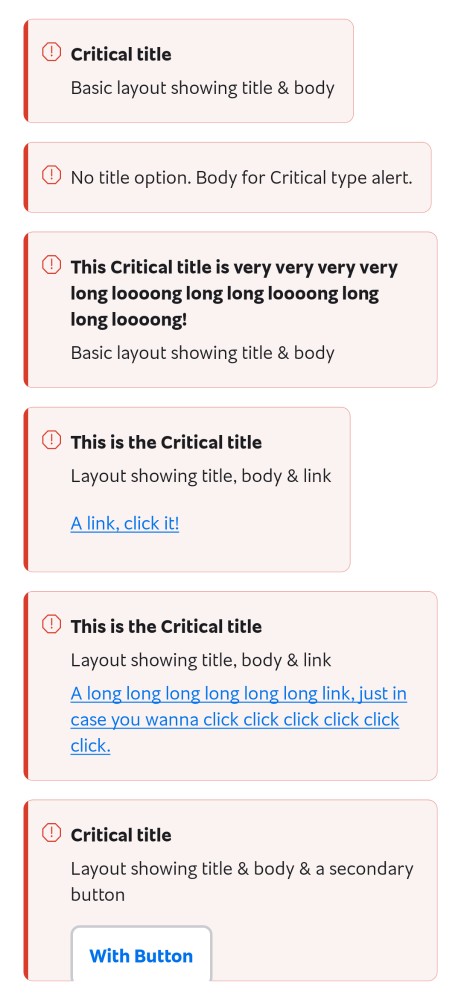 Critical title
Basic layout showing title & body
No title option. Body for Critical type alert.
This Critical title is very very very very
long loooong long long loooong long
long loooong!
Basic layout showing title & body
This is the Critical title
Layout showing title, body & link
A link, click it!
This is the Critical title
Layout showing title, body & link
A long long long long long long link, just in
case you wanna click click click click click
click.
Critical title
Layout showing title & body & a secondary
button
With Button